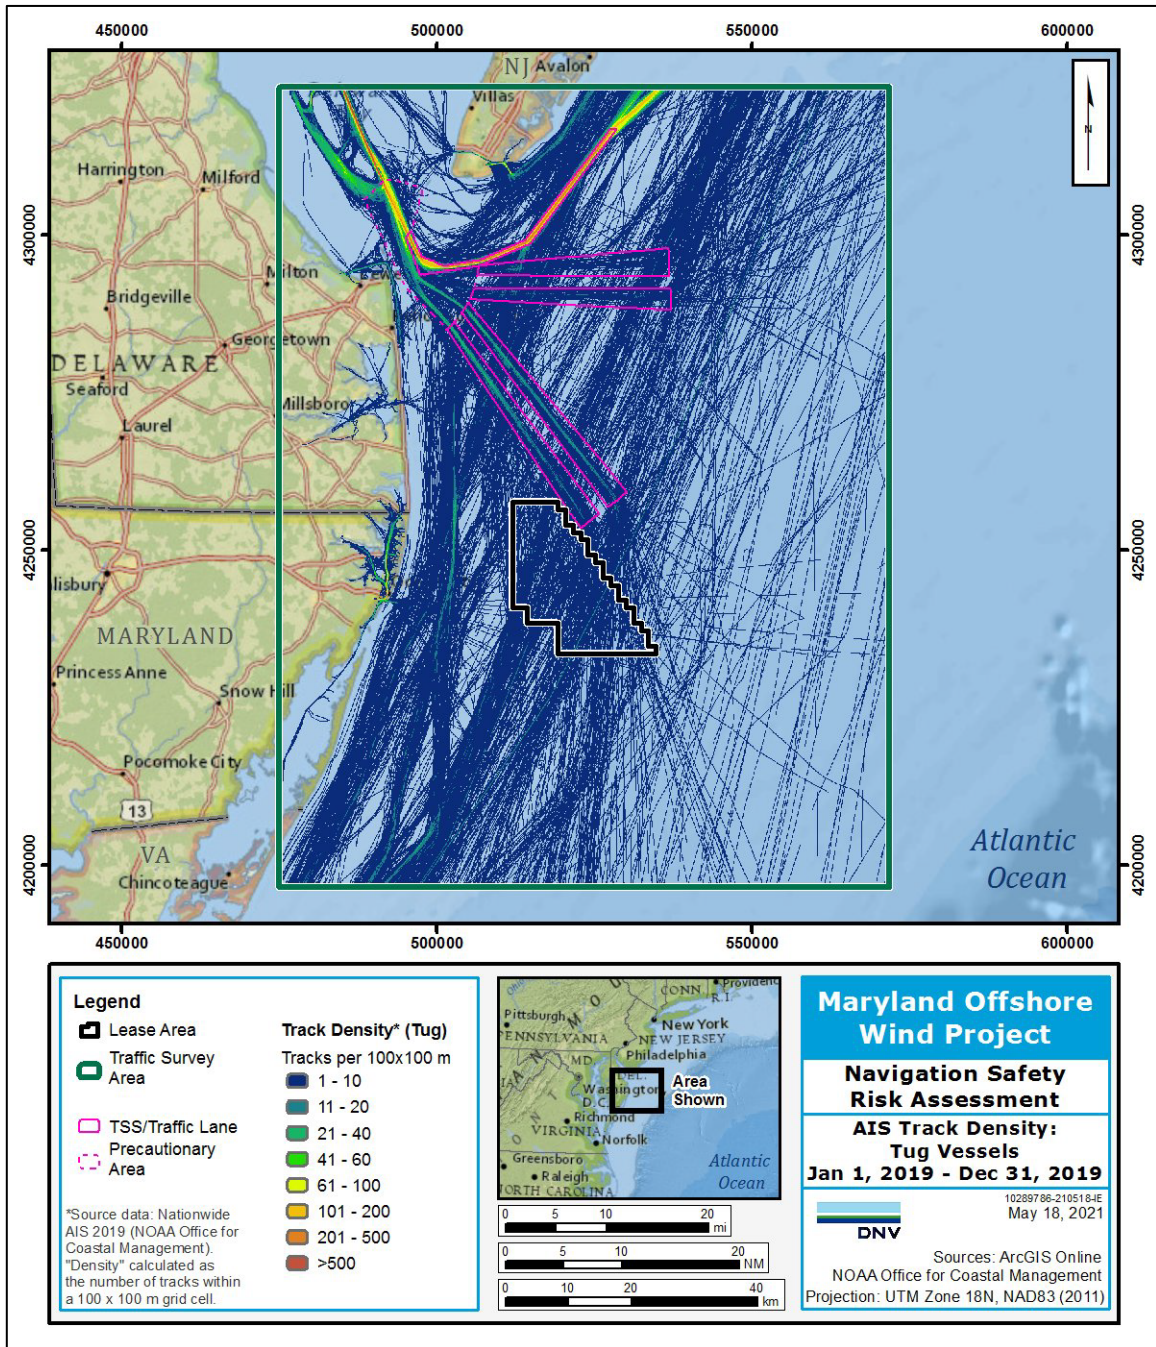 450000
500000
550000
600000
NJ
Avalon
Villas
Harrington
Milford
4300000
4300000
Milton
Bridgeville
Georgetown
DELAWARE
Seaford
Millsboro
Laurel
4250000
4250000
lisbury
MARYLAND
Princess Anne
Snow Hill
Pocomoke City
13
VA
Chincoteague
4200000
4200000
Atlantic
Ocean
450000
500000
550000
600000
Legend
Lease Area
Traffic Survey
Area
TSS/Traffic Lane
Precautionary
Area
*Source data: Nationwide
AIS 2019 (NOAA Office for
Coastal Management).
"Density" calculated as
the number of tracks within
a 100 x 100 m grid cell.
Track Density* (Tug)
Tracks per 100x100 m
1 - 10
11 - 20
21 - 40
41 - 60
61 - 100
101 - 200
201 - 500
>500
CONN.
Providenc
R.I.
Pittsburgh
New York
ENNSYLVANIA
NEW JERSEY
Philadelphia
MD.
DEL.
Washington
D.C.
Area
Shown
Richmond
VIRGINIA
Norfolk
Greensboro
Raleigh
ORTH CAROLINA
Atlantic
Ocean
0 5 10 20
mi
0 5 10 20
NM
0 10 20 40
km
Maryland Offshore
Wind Project
Navigation Safety
Risk Assessment
AIS Track Density:
Tug Vessels
Jan 1, 2019 - Dec 31, 2019
10289786-210518-IE
May 18, 2021
DNV
Sources: ArcGIS Online
NOAA Office for Coastal Management
Projection: UTM Zone 18N, NAD83 (2011)